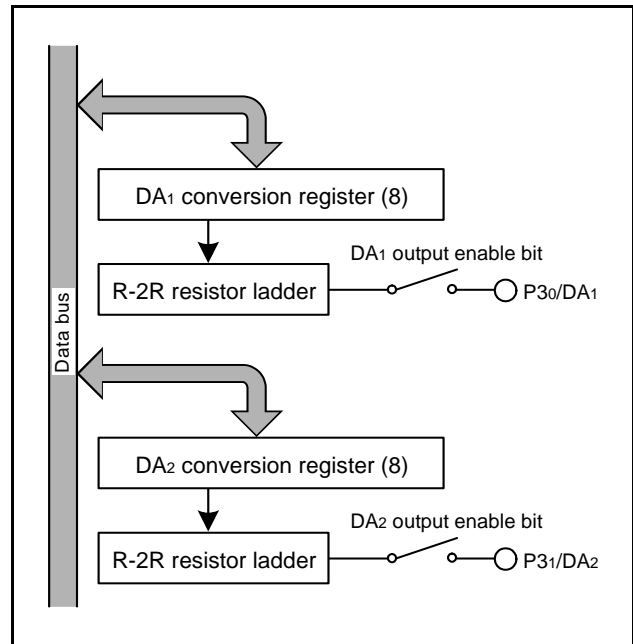 Data bus
DA1 conversion register (8)
DA1 output enable bit
R-2R resistor ladder
P30/DA1
DA2 conversion register (8)
DA2 output enable bit
R-2R resistor ladder
P31/DA2